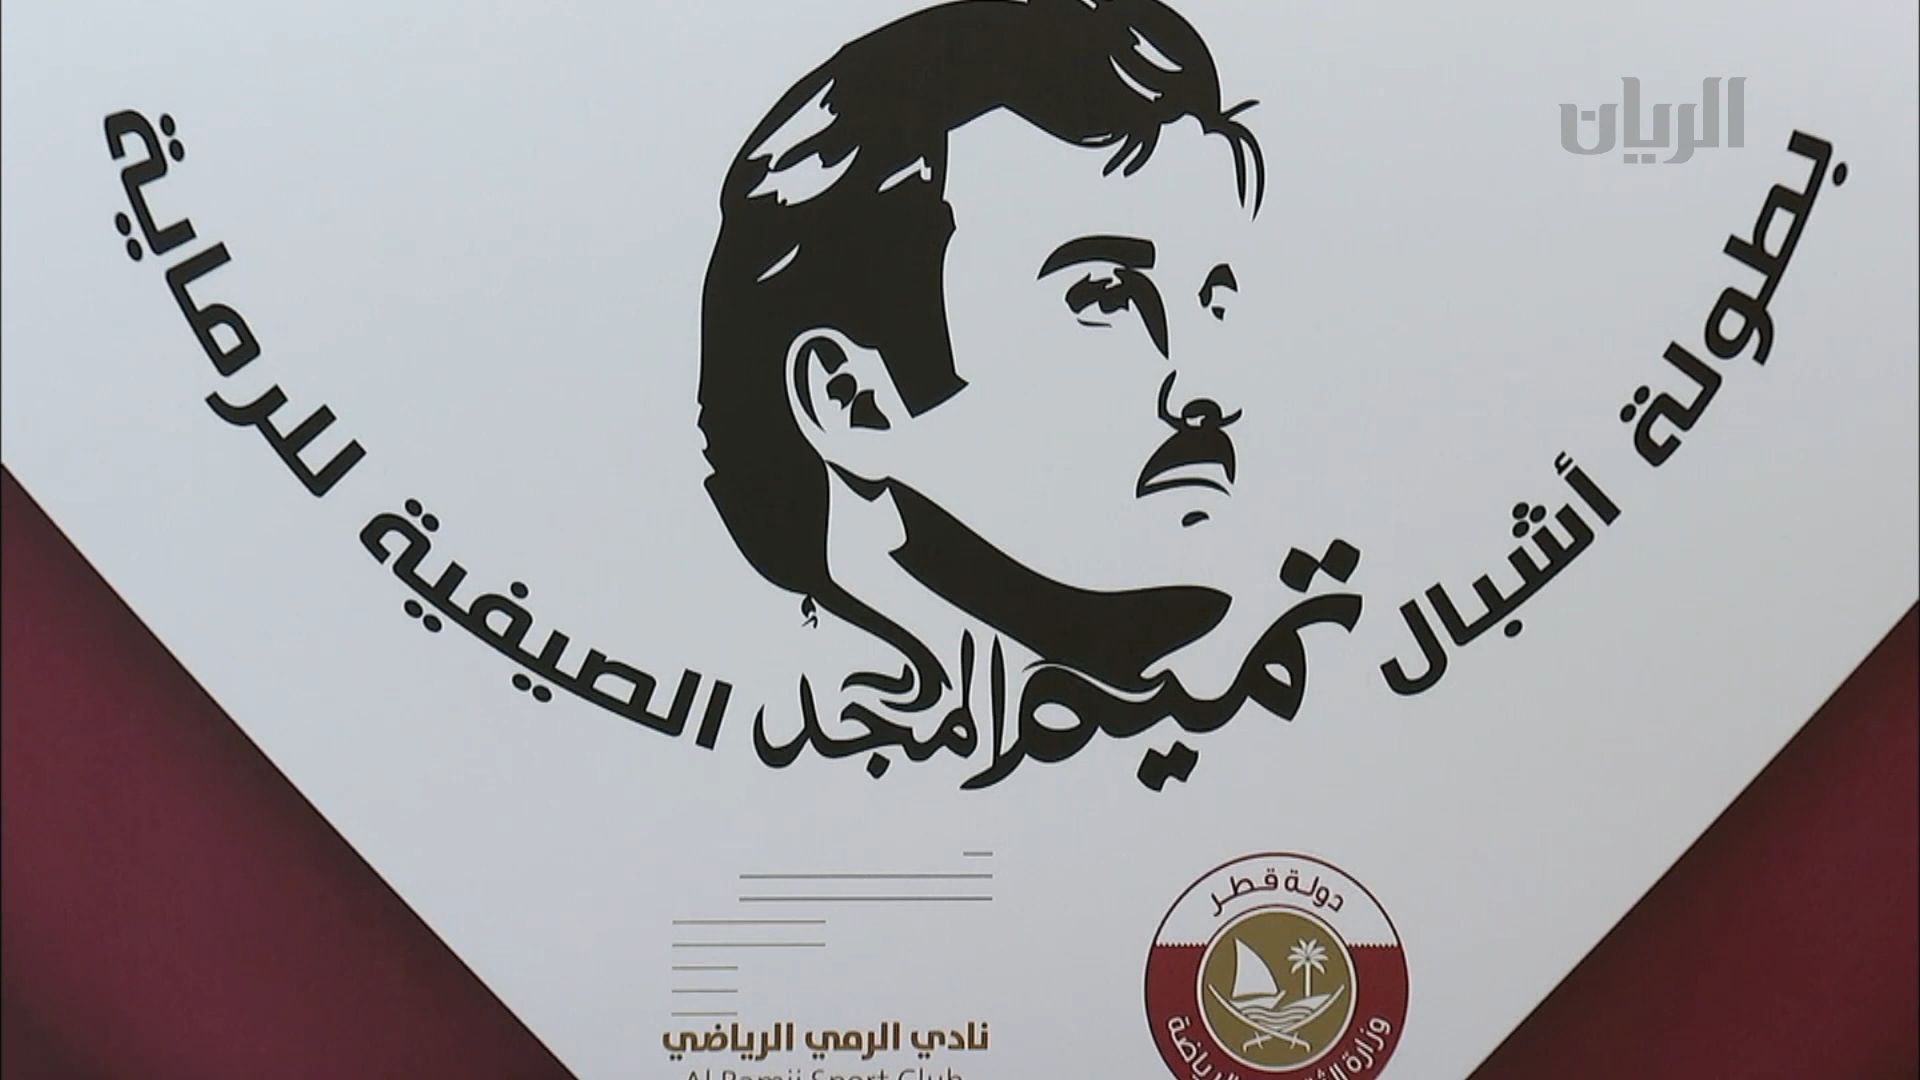 الريان
بطولة أشبال تميم المجد الصيفية للرماية
دولة قطر
نادي الرمي الرياضي